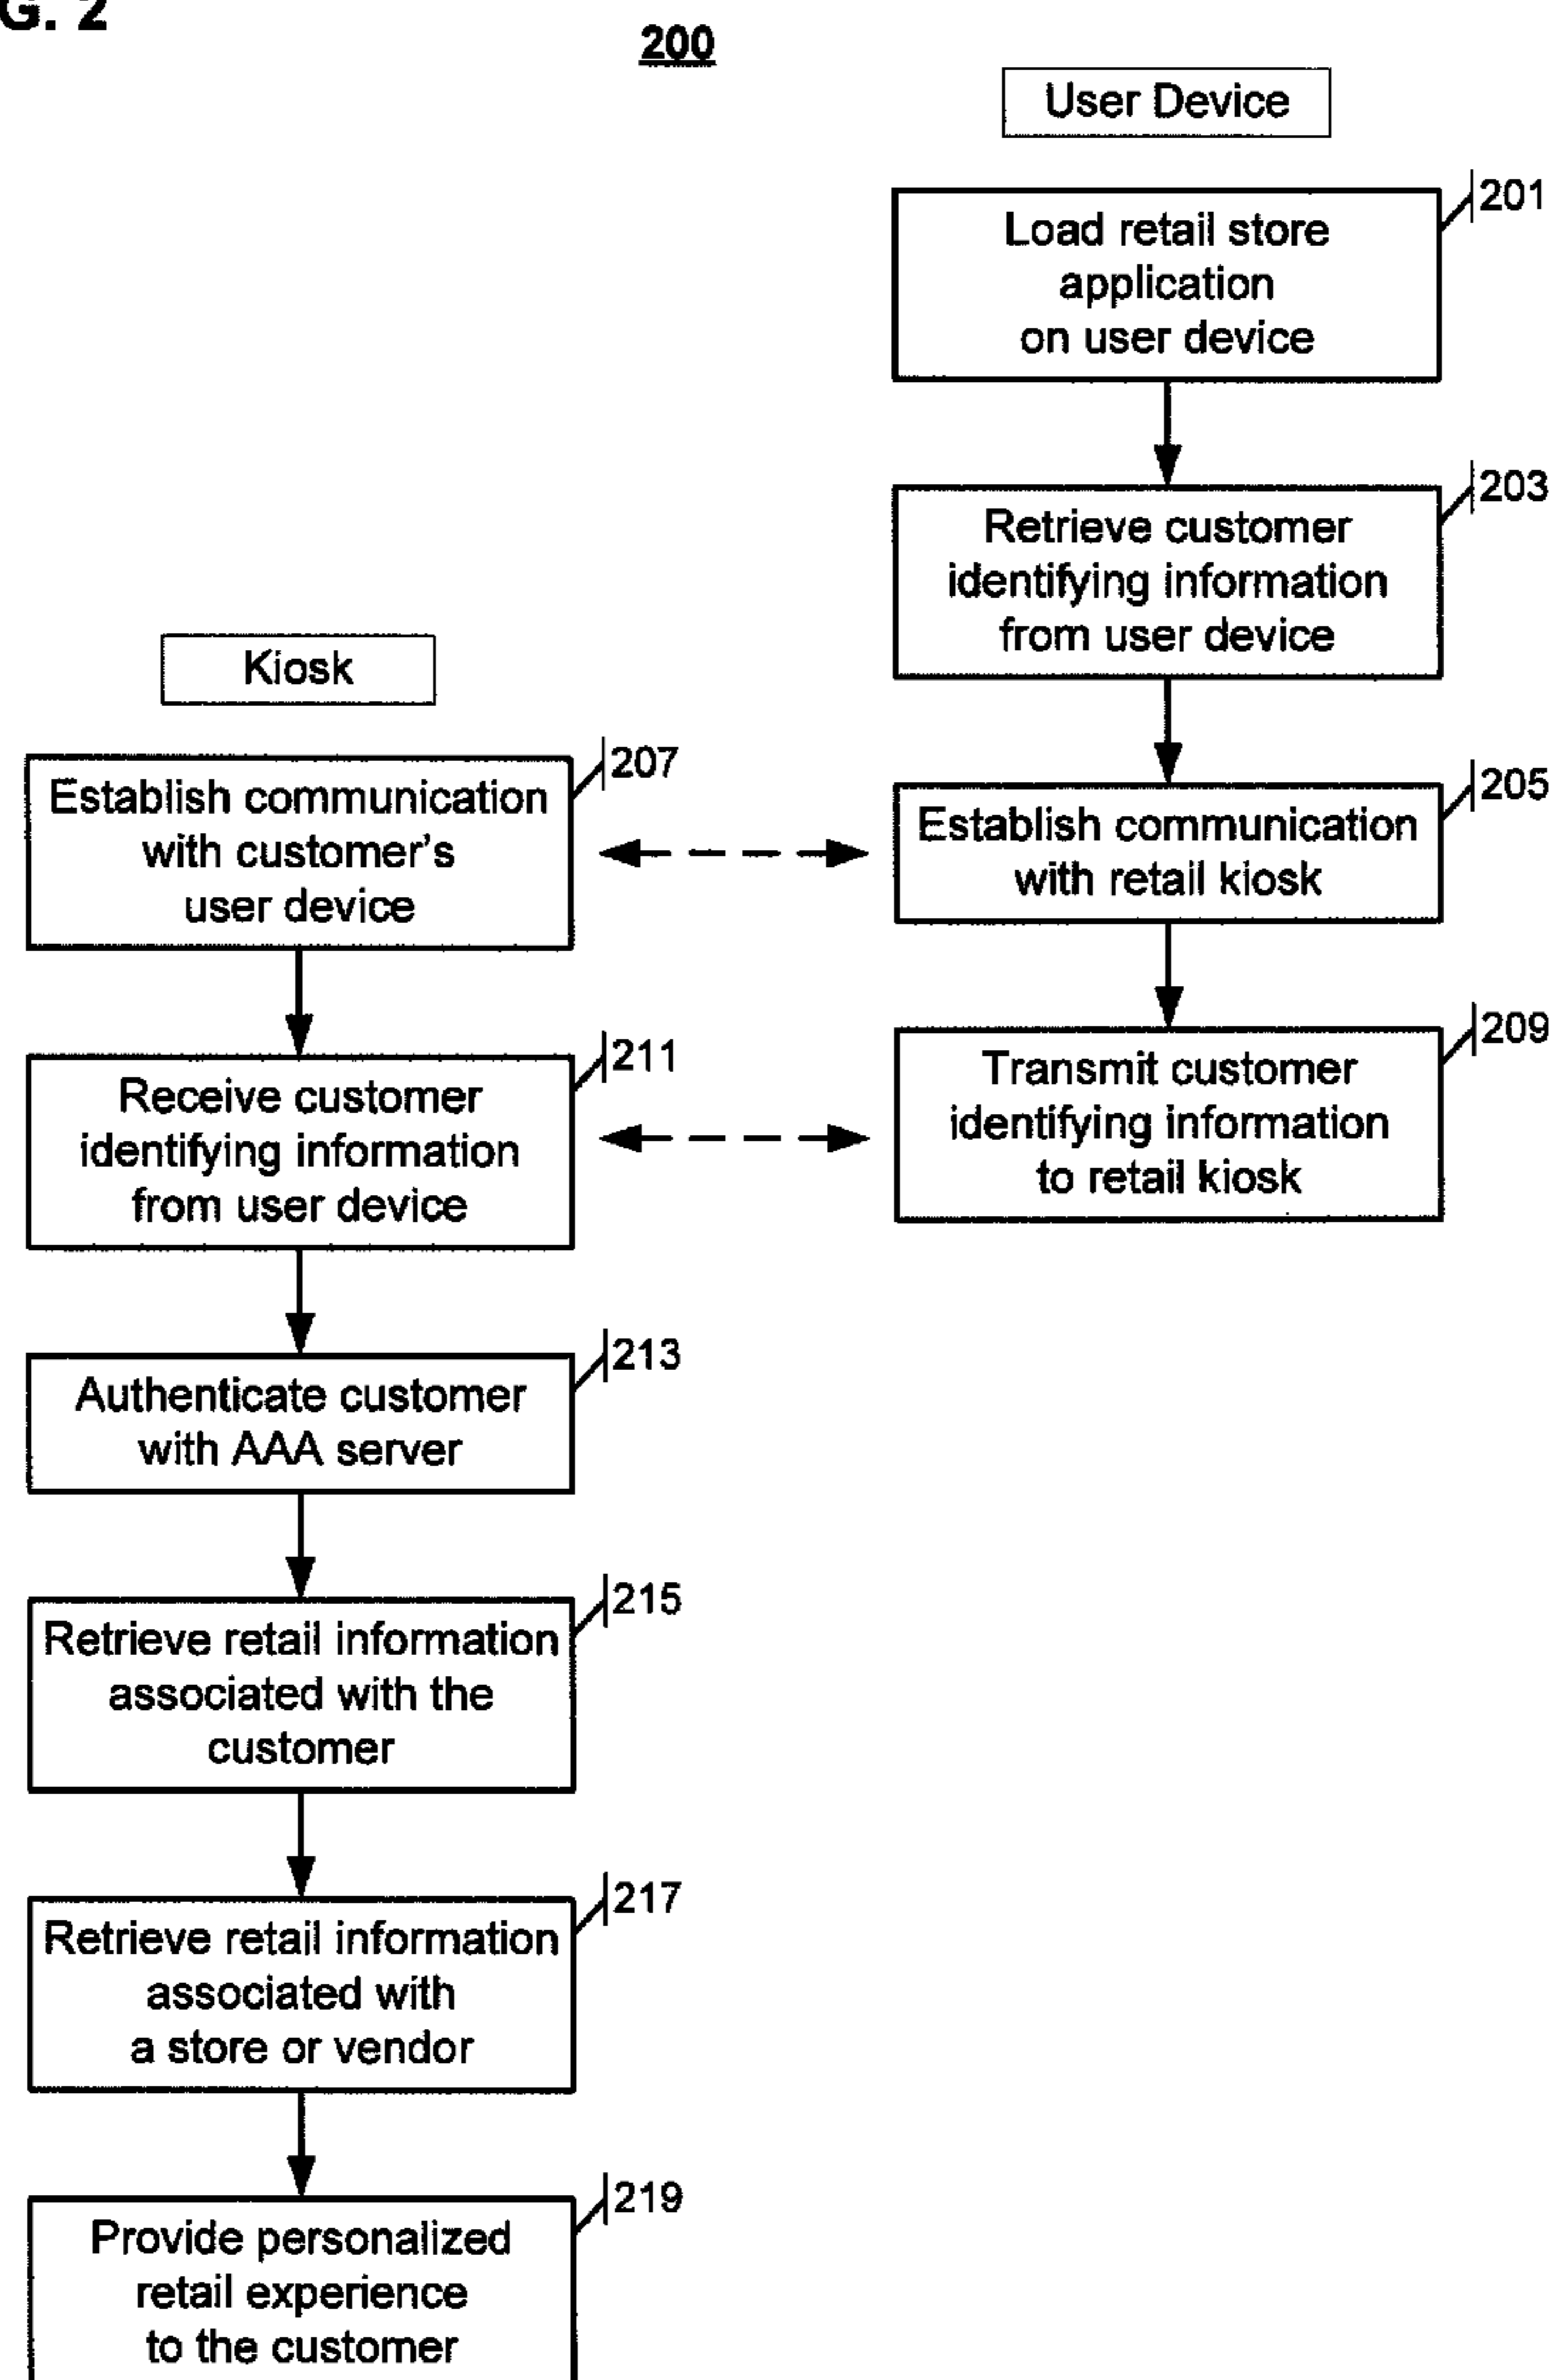 G. 2
200
User Device
201
Load retail store
application
on user device
203
Retrieve customer
identifying information
from user device
Kiosk
207
Establish communication
with customer's
user device
205
Establish communication
with retail kiosk
211
Receive customer
identifying information
from user device
209
Transmit customer
identifying information
to retail kiosk
213
Authenticate customer
with AAA server
215
Retrieve retail information
associated with the
customer
217
Retrieve retail information
associated with
a store or vendor
219
Provide personalized
retail experience
to the customer